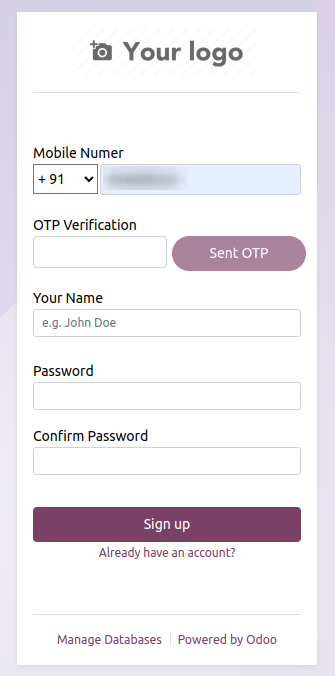 Your logo
Mobile Numer
+ 91
OTP Verification
Sent OTP
Your Name
e.g. John Doe
Password
Confirm Password
Sign up
Already have an account?
Manage Databases Powered by Odoo